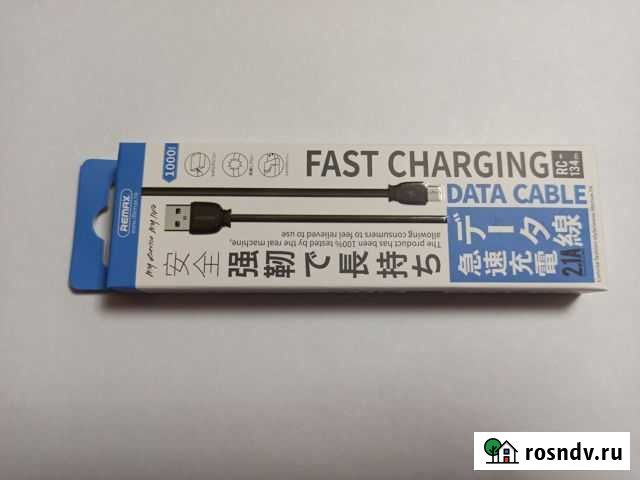 REMAX
1000
FAST CHARGING
RC-134m
DATA CABLE
The product has been 100% tested by the real machine,
allowing consumers to feel relieved to use
データ線
急速充電
2.1A
安全
強靭で長持ち
rosndv.ru